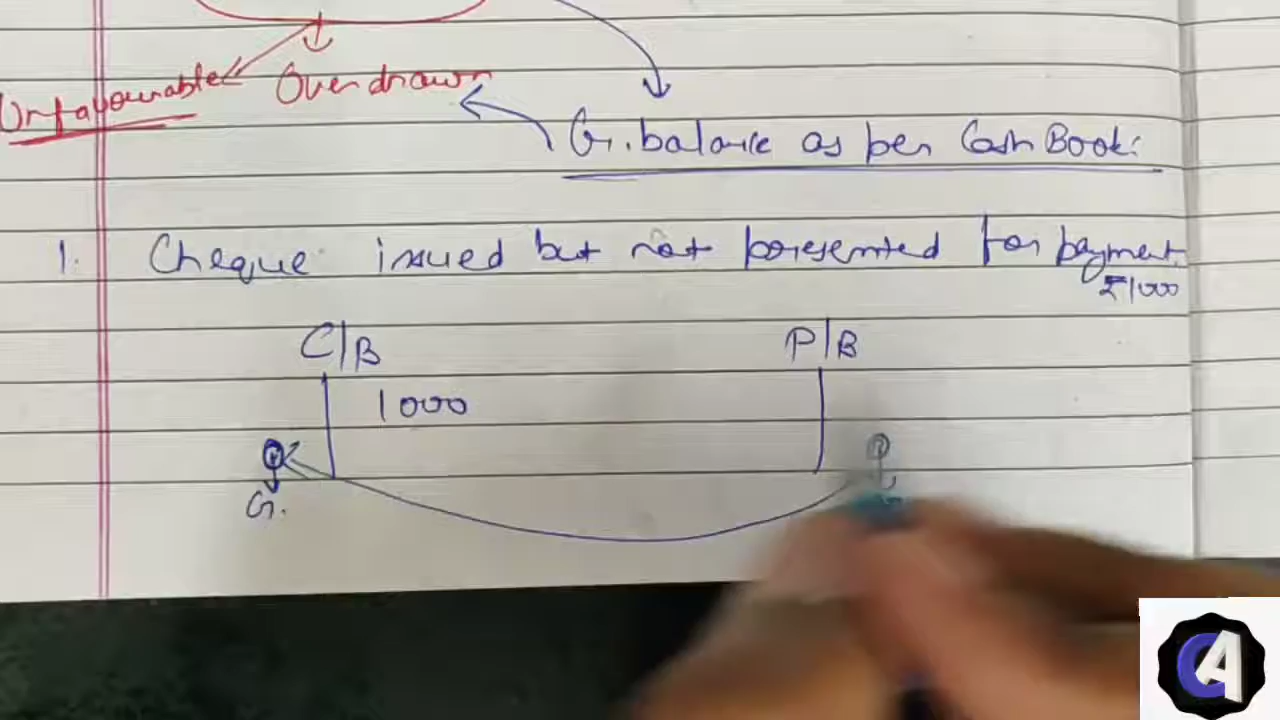 Unfavourable Overdrawn
Cr. balance as per Cash Book:
1. Cheque issued but not presented for payment.
₹1000
C/B P/B
1000
Cr.
CA